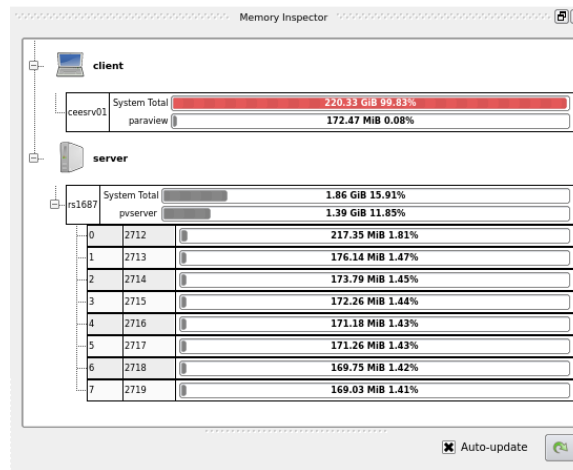 Memory Inspector
client
ceesrv01
System Total 220.33 GiB 99.83%
paraview 172.47 MiB 0.08%
server
rs1687
System Total 1.86 GiB 15.91%
pvserver 1.39 GiB 11.85%
0 2712 217.35 MiB 1.81%
1 2713 176.14 MiB 1.47%
2 2714 173.79 MiB 1.45%
3 2715 172.26 MiB 1.44%
4 2716 171.18 MiB 1.43%
5 2717 171.26 MiB 1.43%
6 2718 169.75 MiB 1.42%
7 2719 169.03 MiB 1.41%
Auto-update